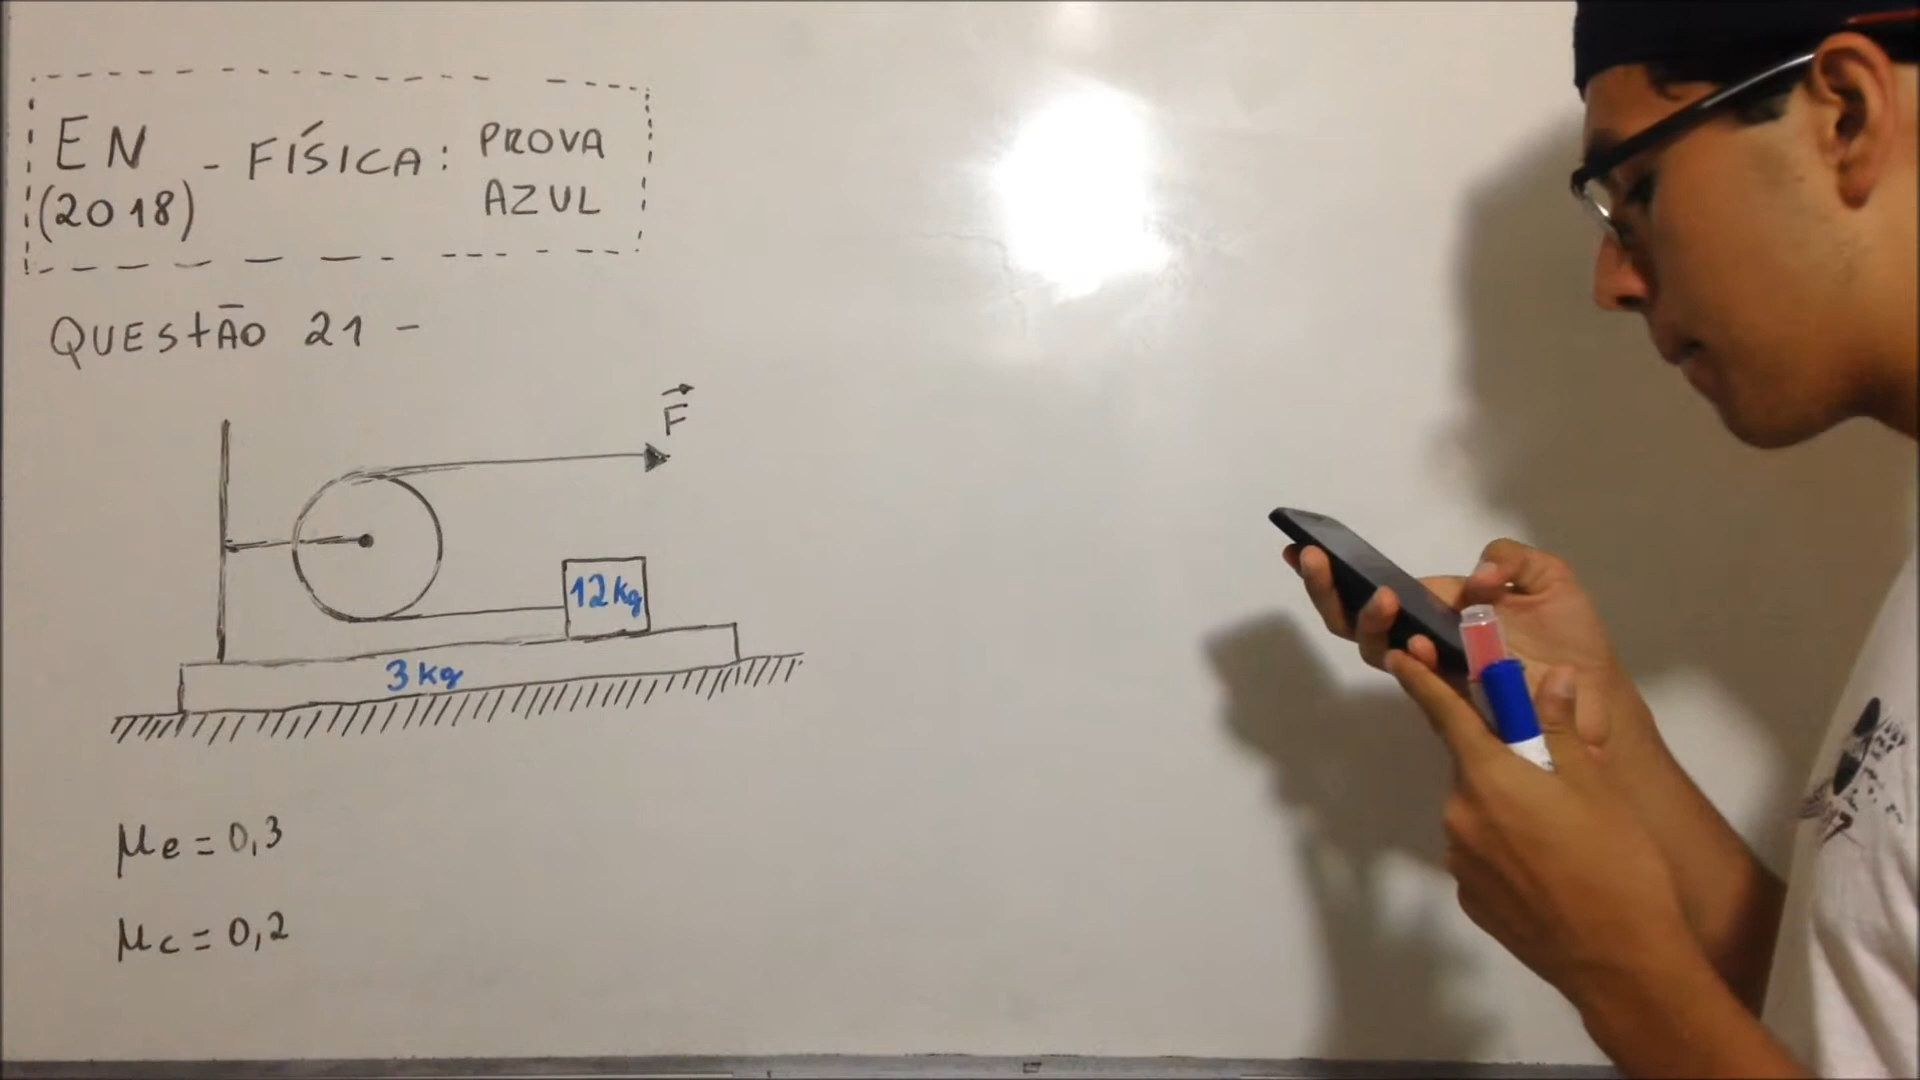 EN
(2018) - FÍSICA: PROVA
AZUL
QUEStÃO 21 -
F
12 kg
3 kg
μe = 0,3
μc = 0,2